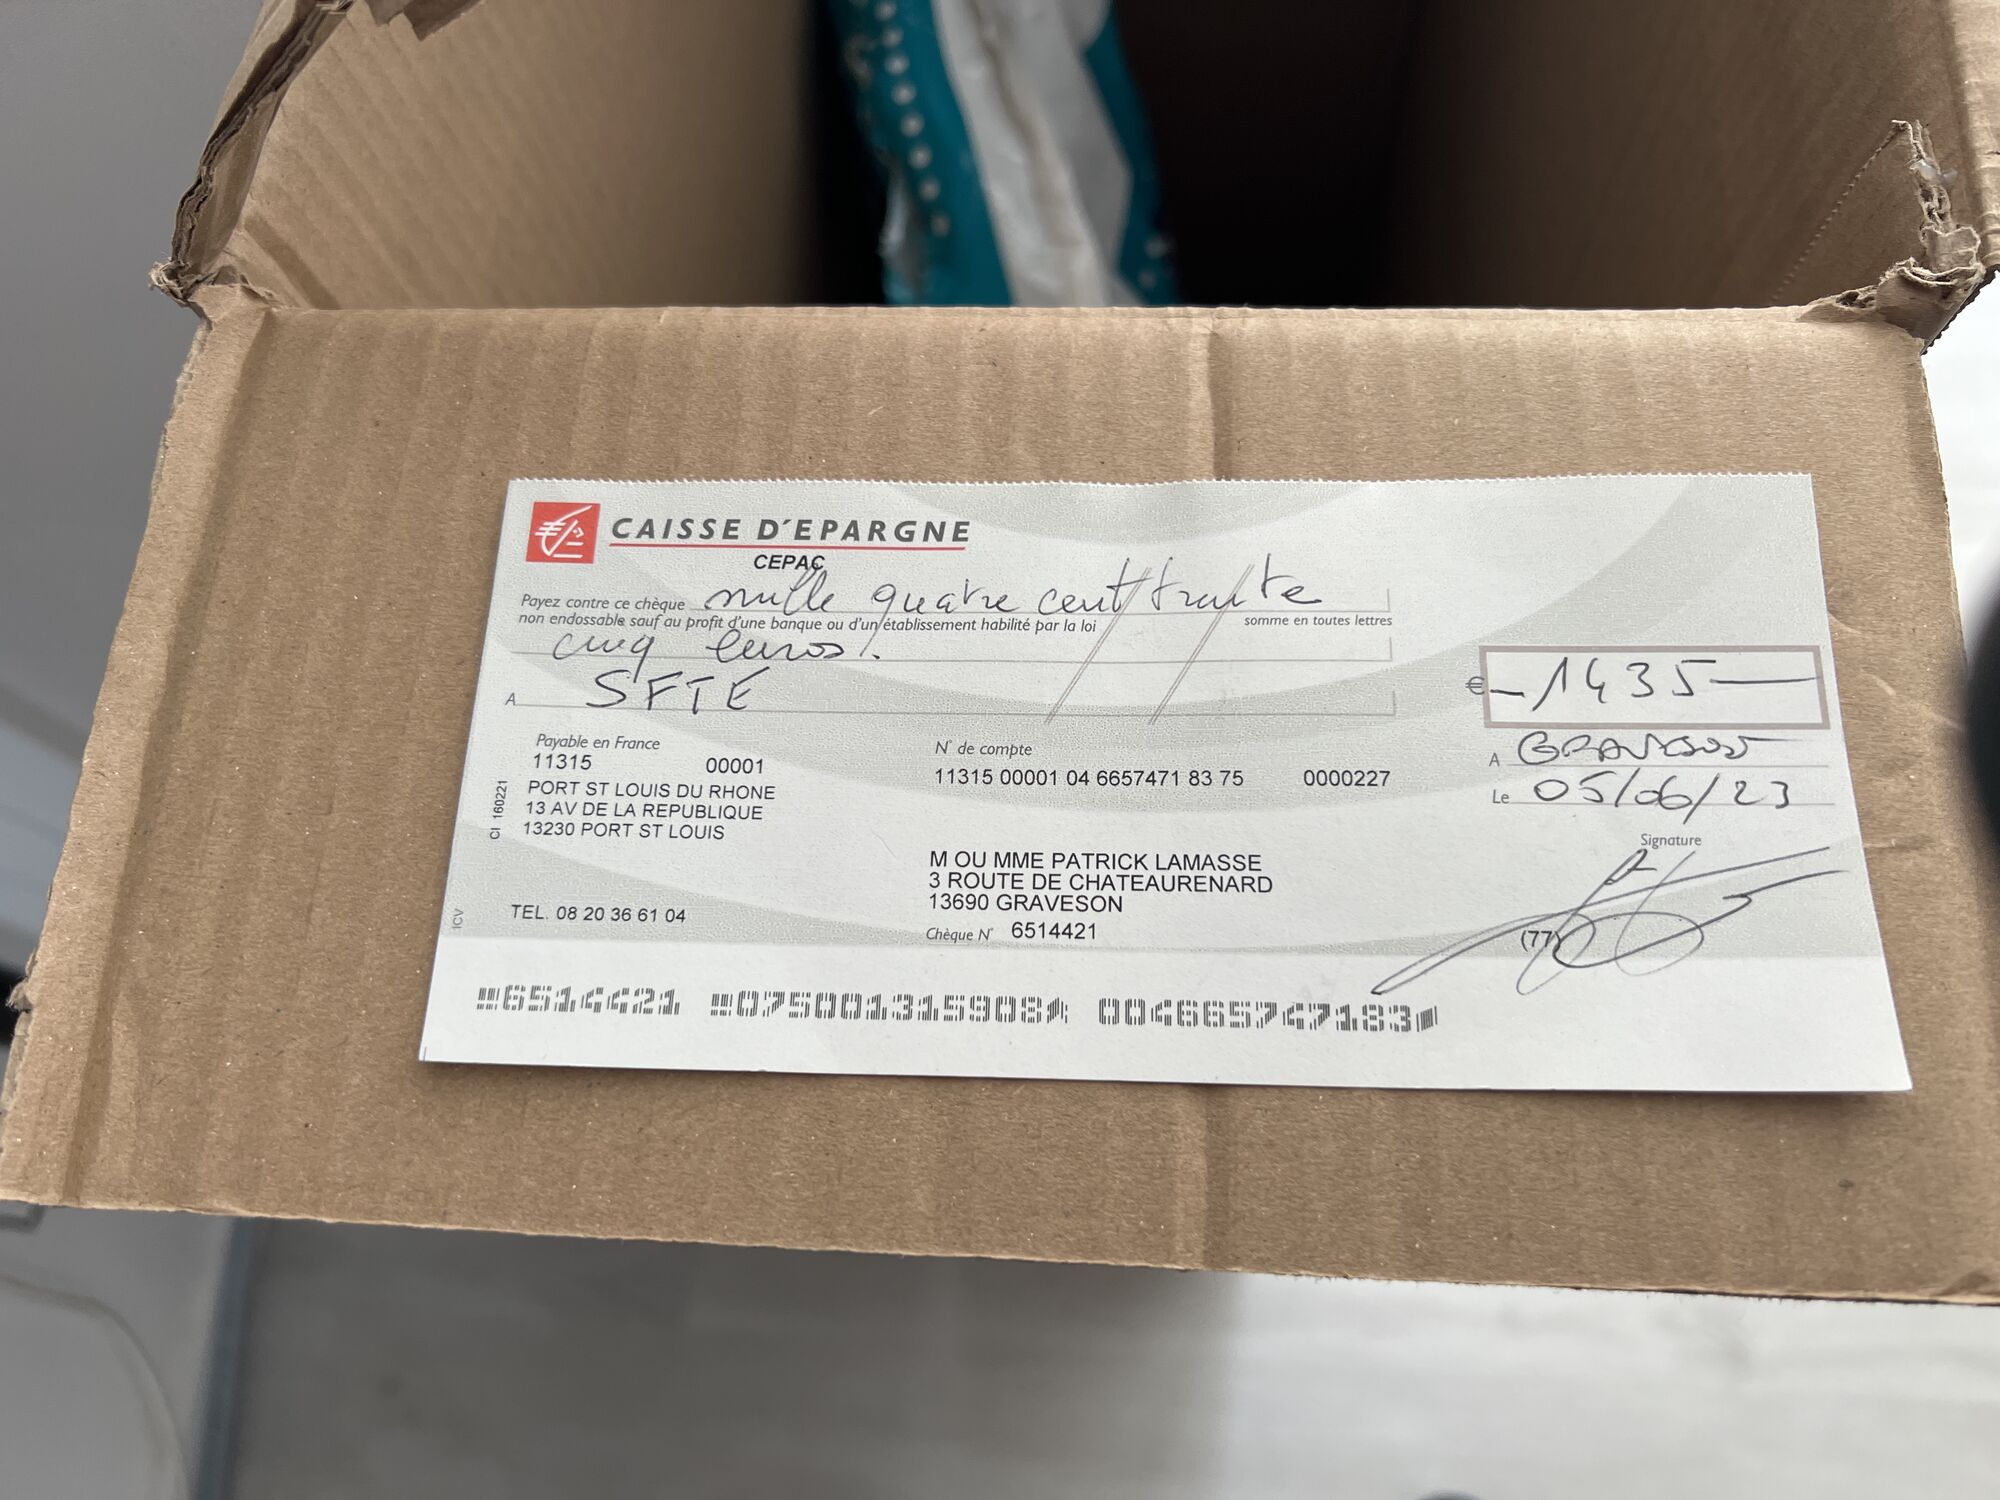 CAISSE D'EPARGNE
CEPAC
Payez contre ce chèque mille quatre cent trente
non endossable sauf au profit d'une banque ou d'un établissement habilité par la loi somme en toutes lettres
cinq euros.
€ 1435
A SFTE
A GRAVESON
Le 05/06/23
Payable en France
11315 00001
PORT ST LOUIS DU RHONE
13 AV DE LA REPUBLIQUE
13230 PORT ST LOUIS
CI 160221
N° de compte
11315 00001 04 6657471 83 75 0000227
Signature
M OU MME PATRICK LAMASSE
3 ROUTE DE CHATEAURENARD
13690 GRAVESON
TEL. 08 20 36 61 04
Chèque N° 6514421
(77)
ICV
6514421 075001315908 004665747183